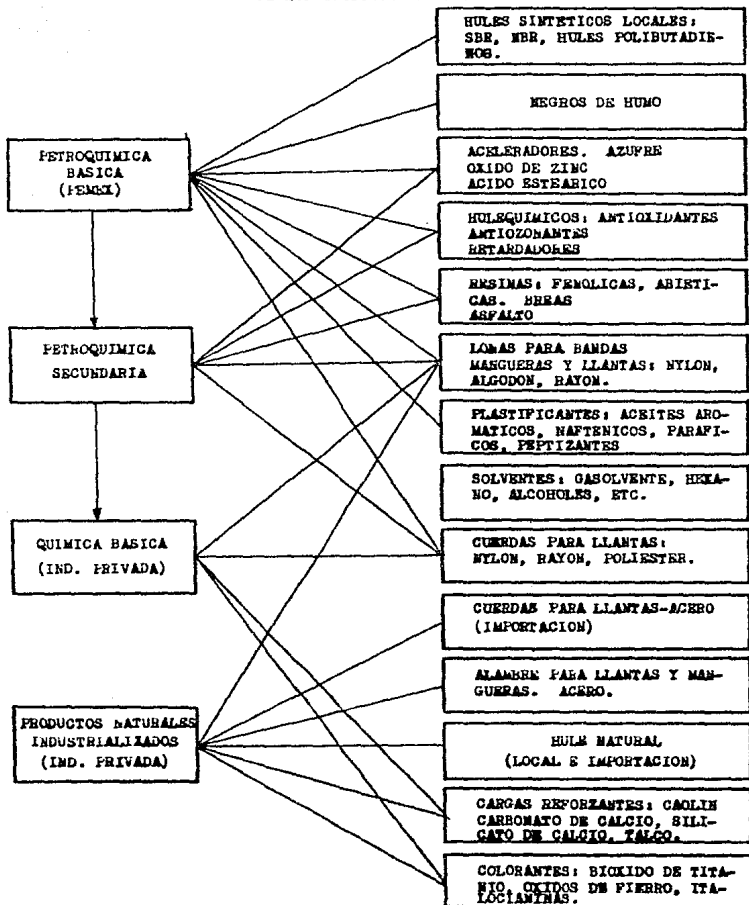 HULES SINTETICOS LOCALES:
SBR, NBR, HULES POLIBUTADIE-
NOS.
NEGROS DE HUMO
PETROQUIMICA
BASICA
(PEMEX)
ACELERADORES. AZUFRE
OXIDO DE ZINC
ACIDO ESTEARICO
HULEQUIMICOS: ANTIOXIDANTES
ANTIOZONANTES
RETARDADORES
RESINAS: FENOLICAS, ABIETI-
CAS. BREAS
ASFALTO
PETROQUIMICA
SECUNDARIA
LONAS PARA BANDAS
MANGUERAS Y LLANTAS: NYLON,
ALGODON, RAYON.
PLASTIFICANTES: ACEITES ARO-
MATICOS, NAFTENICOS, PARAFI-
COS, PEPTIZANTES
SOLVENTES: GASOLVENTE, HEXA-
NO, ALCOHOLES, ETC.
QUIMICA BASICA
(IND. PRIVADA)
CUERDAS PARA LLANTAS:
NYLON, RAYON, POLIESTER.
CUERDAS PARA LLANTAS-ACERO
(IMPORTACION)
ALAMBRE PARA LLANTAS Y MAN-
GUERAS. ACERO.
PRODUCTOS NATURALES
INDUSTRIALIZADOS
(IND. PRIVADA)
HULE NATURAL
(LOCAL E IMPORTACION)
CARGAS REFORZANTES: CAOLIN
CARBONATO DE CALCIO, SILI-
CATO DE CALCIO, TALCO.
COLORANTES: BIOXIDO DE TITA-
NIO, OXIDOS DE FIERRO, ITA-
LOCIANINAS.